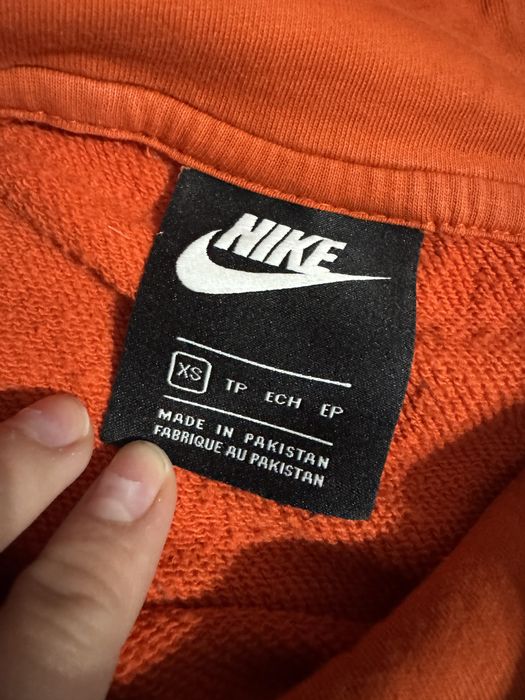 NIKE
XS TP ECH EP
MADE IN PAKISTAN
FABRIQUE AU PAKISTAN